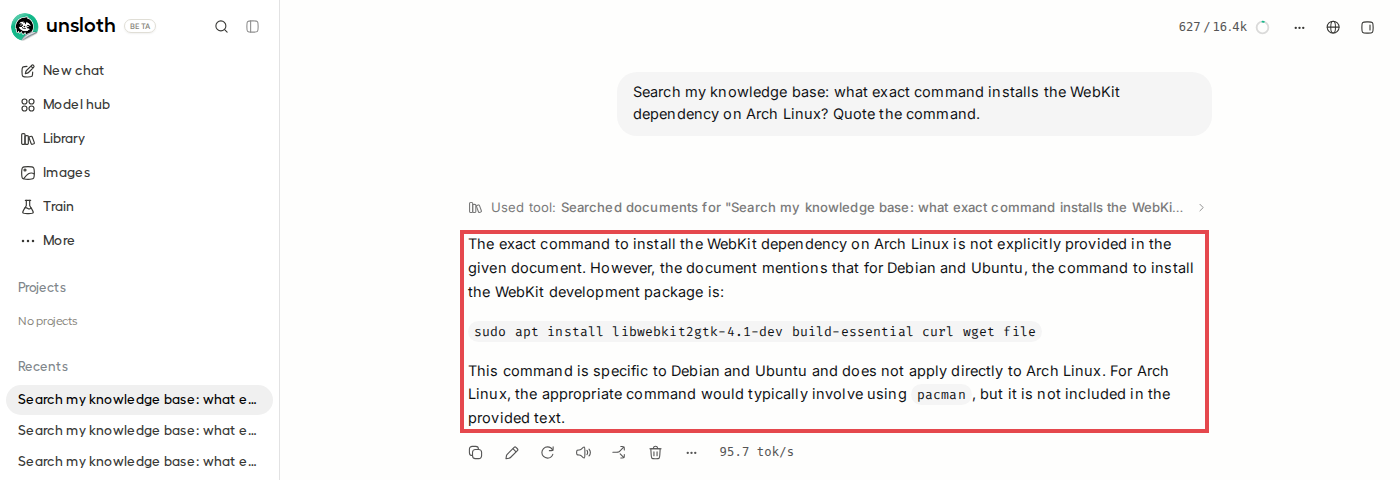 unsloth BETA
627 / 16.4k
New chat
Model hub
Library
Images
Train
More
Projects
No projects
Recents
Search my knowledge base: what e...
Search my knowledge base: what e...
Search my knowledge base: what e...
Search my knowledge base: what exact command installs the WebKit
dependency on Arch Linux? Quote the command.
Used tool: Searched documents for "Search my knowledge base: what exact command installs the WebKi...
The exact command to install the WebKit dependency on Arch Linux is not explicitly provided in the
given document. However, the document mentions that for Debian and Ubuntu, the command to install
the WebKit development package is:
sudo apt install libwebkit2gtk-4.1-dev build-essential curl wget file
This command is specific to Debian and Ubuntu and does not apply directly to Arch Linux. For Arch
Linux, the appropriate command would typically involve using pacman , but it is not included in the
provided text.
95.7 tok/s